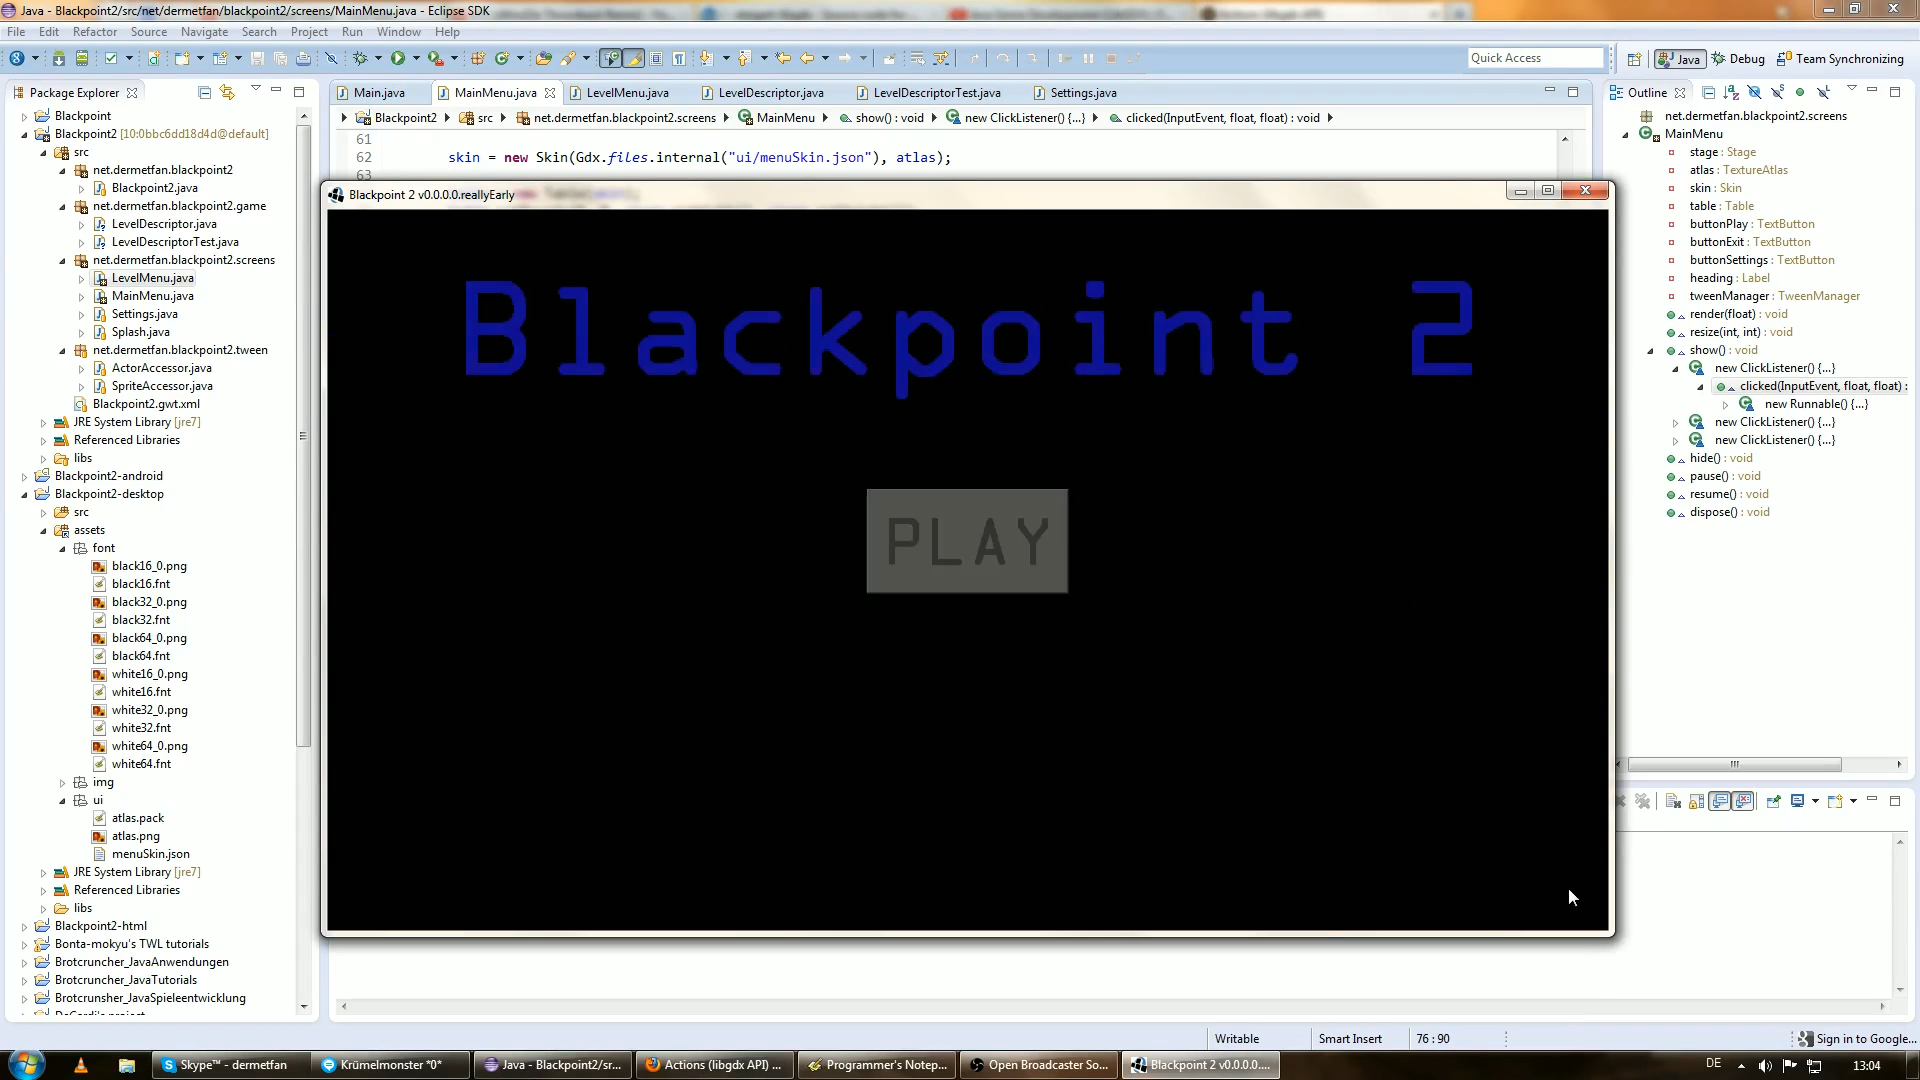 Java - Blackpoint2/src/net/dermetfan/blackpoint2/screens/MainMenu.java - Eclipse SDK
File Edit Refactor Source Navigate Search Project Run Window Help
Quick Access
Java
Debug
Team Synchronizing
Package Explorer
Blackpoint
Blackpoint2 [10:0bbc6dd18d4d@default]
src
net.dermetfan.blackpoint2
Blackpoint2.java
net.dermetfan.blackpoint2.game
LevelDescriptor.java
LevelDescriptorTest.java
net.dermetfan.blackpoint2.screens
LevelMenu.java
MainMenu.java
Settings.java
Splash.java
net.dermetfan.blackpoint2.tween
ActorAccessor.java
SpriteAccessor.java
Blackpoint2.gwt.xml
JRE System Library [jre7]
Referenced Libraries
libs
Blackpoint2-android
Blackpoint2-desktop
src
assets
font
black16_0.png
black16.fnt
black32_0.png
black32.fnt
black64_0.png
black64.fnt
white16_0.png
white16.fnt
white32_0.png
white32.fnt
white64_0.png
white64.fnt
img
ui
atlas.pack
atlas.png
menuSkin.json
JRE System Library [jre7]
Referenced Libraries
libs
Blackpoint2-html
Bonta-mokyu's TWL tutorials
Brotcruncher_JavaAnwendungen
Brotcruncher_JavaTutorials
Brotcrunsher_JavaSpieleentwicklung
Main.java
MainMenu.java
LevelMenu.java
LevelDescriptor.java
LevelDescriptorTest.java
Settings.java
Blackpoint2 src net.dermetfan.blackpoint2.screens MainMenu show() : void new ClickListener() {...} clicked(InputEvent, float, float) : void
61
62 skin = new Skin(Gdx.files.internal("ui/menuSkin.json"), atlas);
63
Blackpoint 2 v0.0.0.0.reallyEarly
Blackpoint 2
PLAY
Outline
net.dermetfan.blackpoint2.screens
MainMenu
stage : Stage
atlas : TextureAtlas
skin : Skin
table : Table
buttonPlay : TextButton
buttonExit : TextButton
buttonSettings : TextButton
heading : Label
tweenManager : TweenManager
render(float) : void
resize(int, int) : void
show() : void
new ClickListener() {...}
clicked(InputEvent, float, float) :
new Runnable() {...}
new ClickListener() {...}
new ClickListener() {...}
hide() : void
pause() : void
resume() : void
dispose() : void
Writable
Smart Insert
76 : 90
Sign in to Google...
Skype™ - dermetfan
Krümelmonster *0*
Java - Blackpoint2/sr...
Actions (libgdx API) ...
Programmer's Notep...
Open Broadcaster So...
Blackpoint 2 v0.0.0.0....
DE
13:04